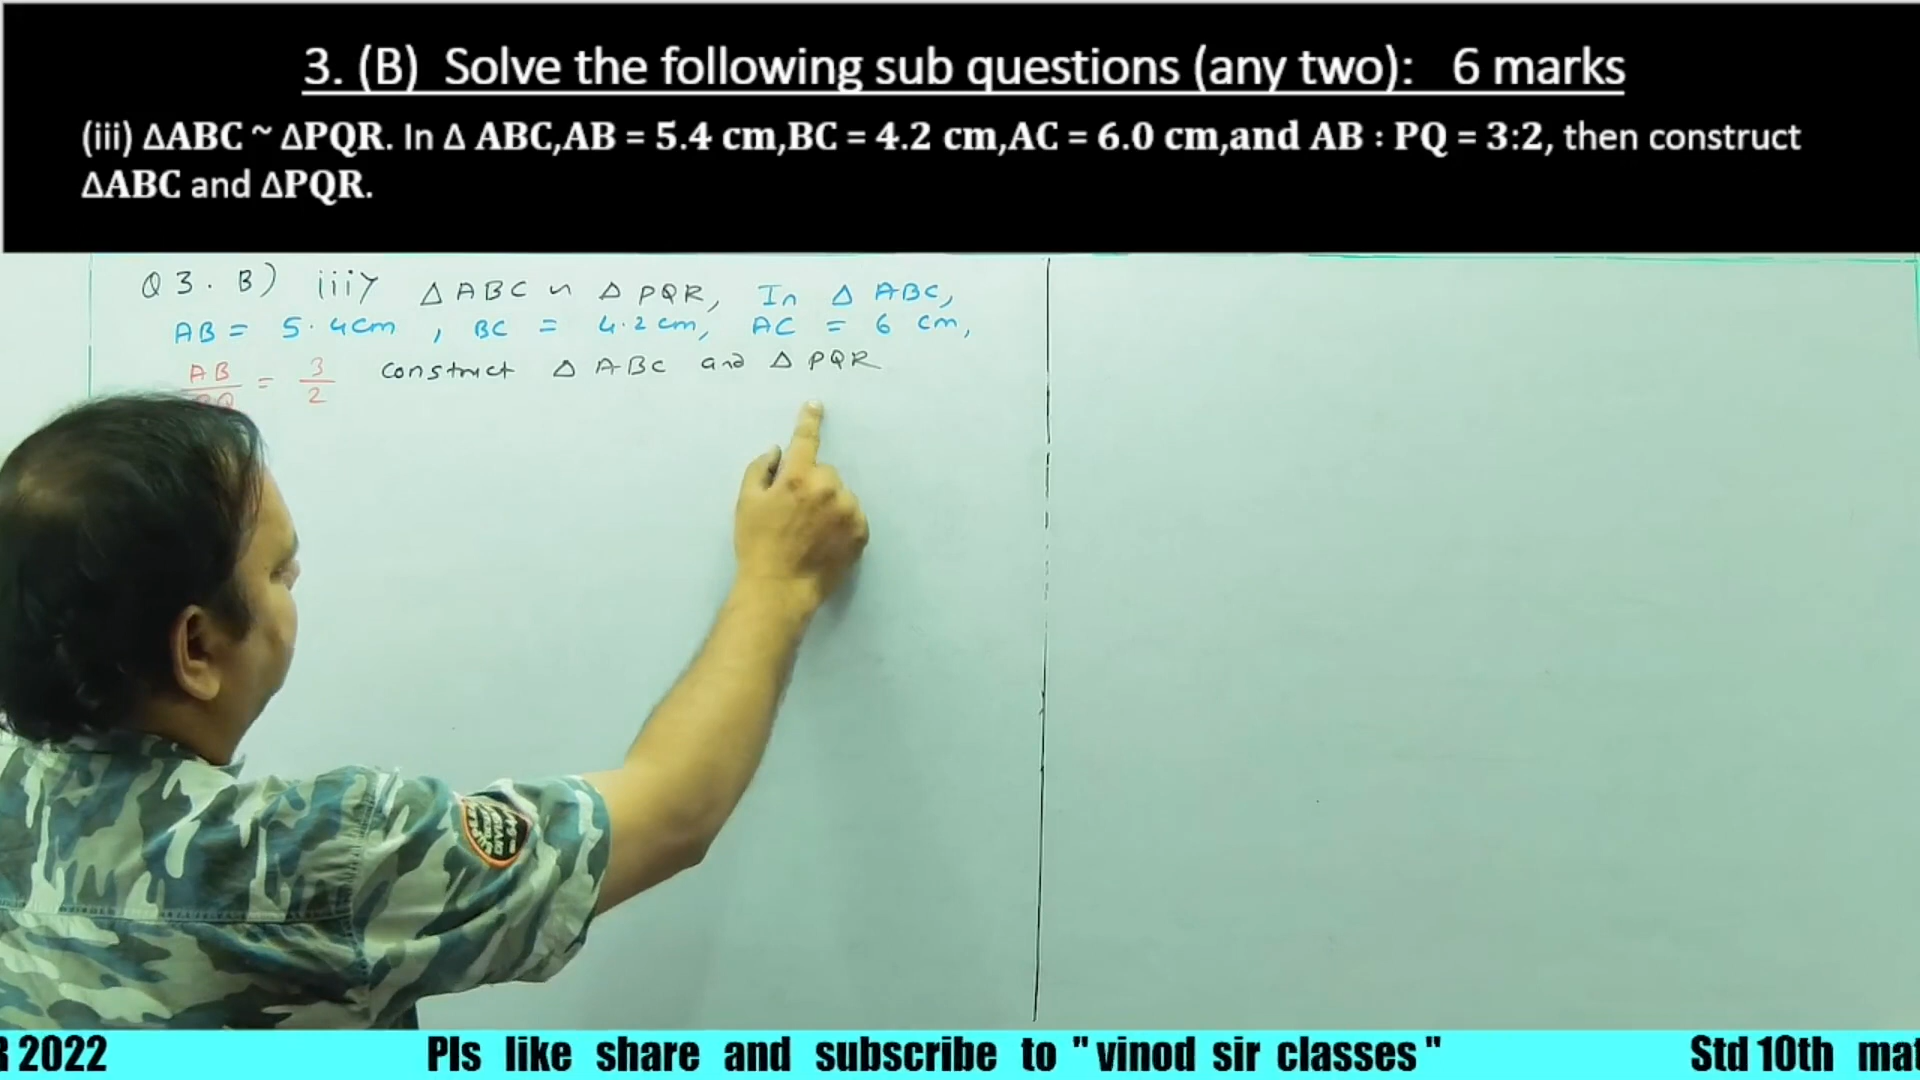 3. (B) Solve the following sub questions (any two): 6 marks
(iii) ΔABC ~ ΔPQR. In Δ ABC,AB = 5.4 cm,BC = 4.2 cm,AC = 6.0 cm,and AB : PQ = 3:2, then construct
ΔABC and ΔPQR.
Q 3. B) iii) Δ ABC ~ Δ PQR, In Δ ABC,
AB = 5.4cm , BC = 4.2 cm, AC = 6 cm,
AB/PQ = 3/2 construct Δ ABC and Δ PQR
R 2022 Pls like share and subscribe to "vinod sir classes" Std 10th mat